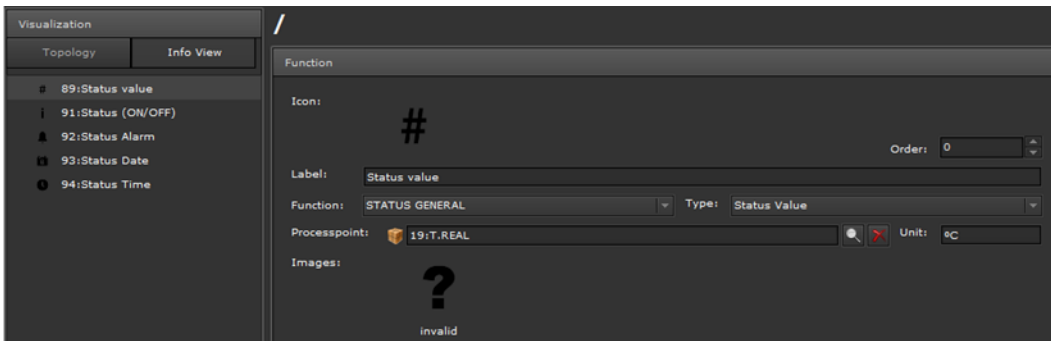 Visualization
Topology
Info View
# 89:Status value
i 91:Status (ON/OFF)
92:Status Alarm
93:Status Date
94:Status Time
/
Function
Icon:
#
Order: 0
Label: Status value
Function: STATUS GENERAL Type: Status Value
Processpoint: 19:T.REAL Unit: ºC
Images:
?
invalid